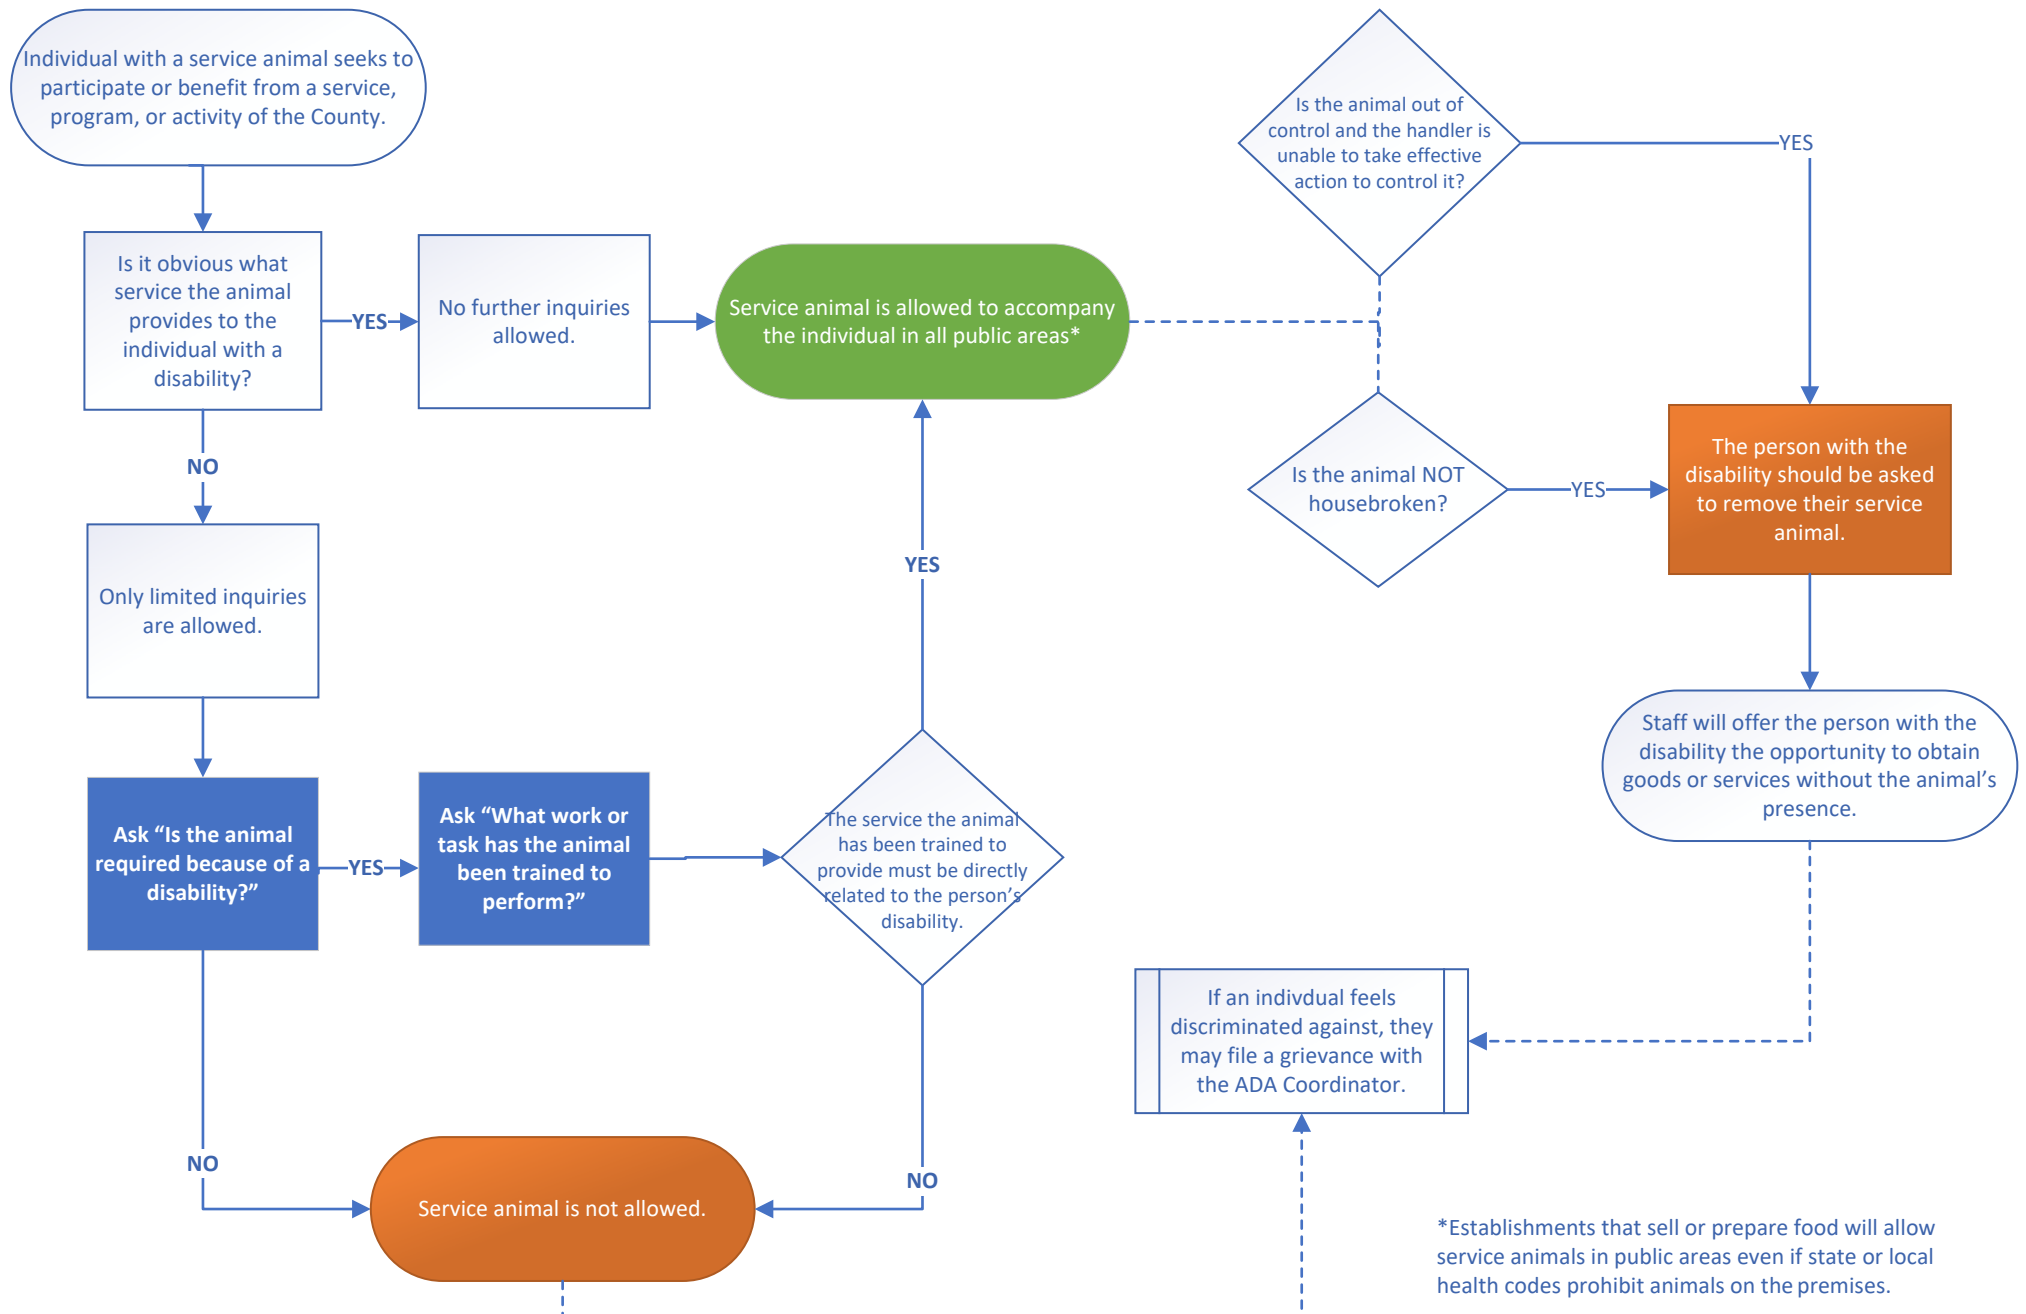 Individual with a service animal seeks to
participate or benefit from a service,
program, or activity of the County.
Is it obvious what
service the animal
provides to the
individual with a
disability?
YES
No further inquiries
allowed.
Service animal is allowed to accompany
the individual in all public areas*
NO
Only limited inquiries
are allowed.
Ask “Is the animal
required because of a
disability?”
YES
Ask “What work or
task has the animal
been trained to
perform?”
The service the animal
has been trained to
provide must be directly
related to the person’s
disability.
YES
NO
NO
Service animal is not allowed.
Is the animal out of
control and the handler is
unable to take effective
action to control it?
YES
Is the animal NOT
housebroken?
YES
The person with the
disability should be asked
to remove their service
animal.
Staff will offer the person with the
disability the opportunity to obtain
goods or services without the animal’s
presence.
If an indivdual feels
discriminated against, they
may file a grievance with
the ADA Coordinator.
*Establishments that sell or prepare food will allow
service animals in public areas even if state or local
health codes prohibit animals on the premises.